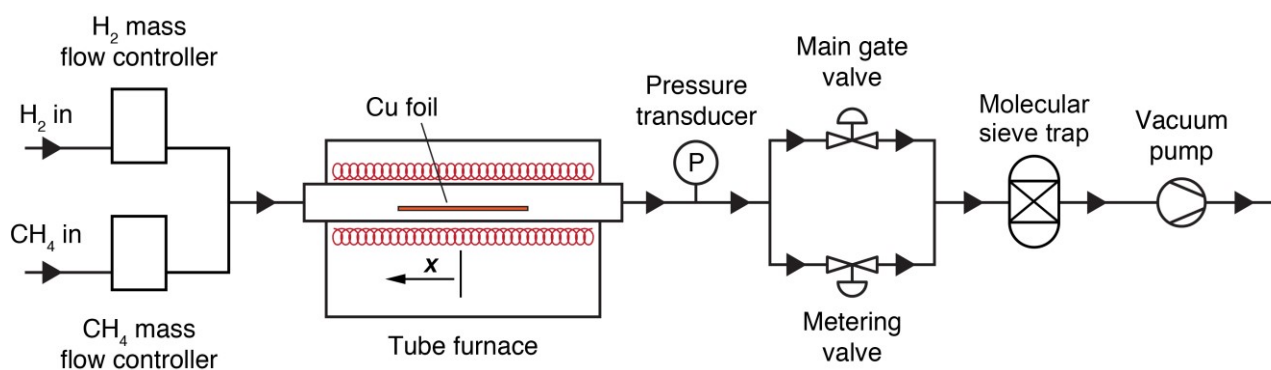 H₂ mass
flow controller
H₂ in
CH₄ in
CH₄ mass
flow controller
Cu foil
x
Tube furnace
Pressure
transducer
P
Main gate
valve
Metering
valve
Molecular
sieve trap
Vacuum
pump